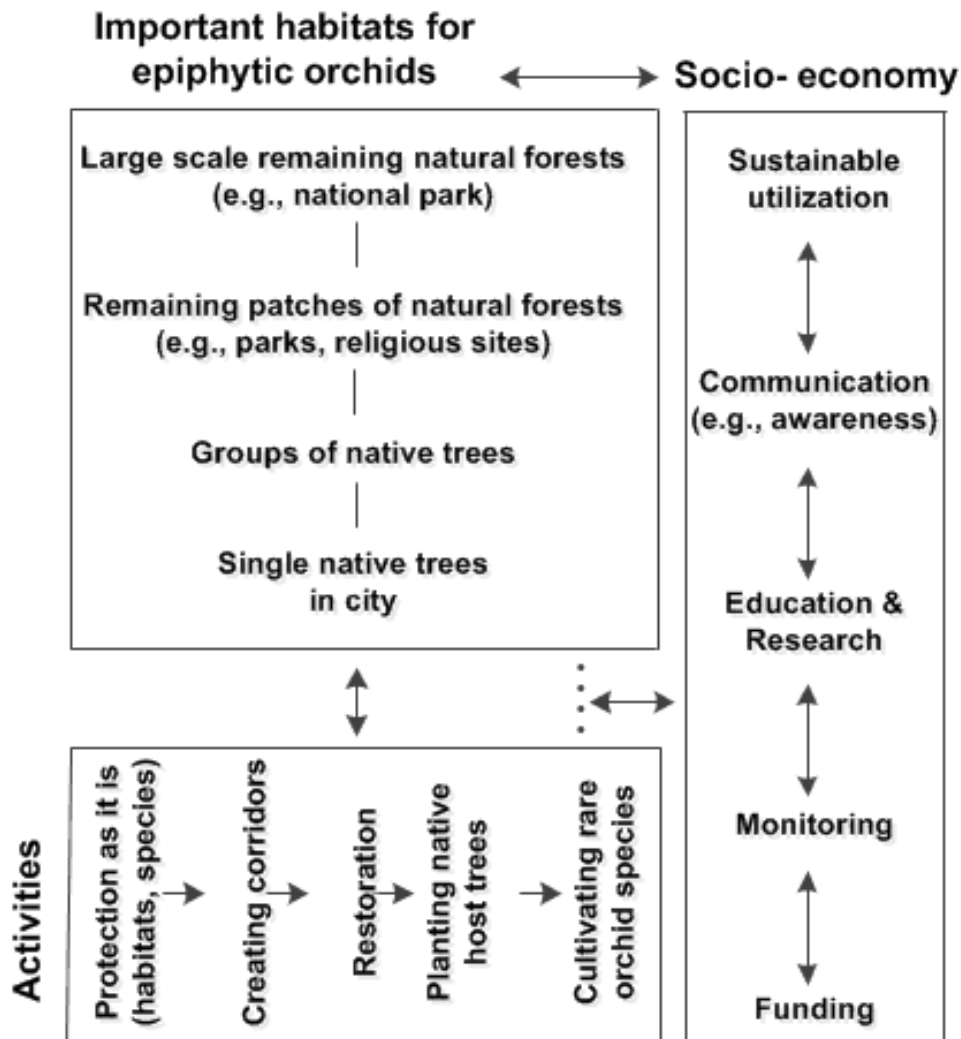 Important habitats for
epiphytic orchids
Socio- economy
Large scale remaining natural forests
(e.g., national park)
Remaining patches of natural forests
(e.g., parks, religious sites)
Groups of native trees
Single native trees
in city
Sustainable
utilization
Communication
(e.g., awareness)
Education &
Research
Monitoring
Funding
Activities
Protection as it is
(habitats, species)
Creating corridors
Restoration
Planting native
host trees
Cultivating rare
orchid species